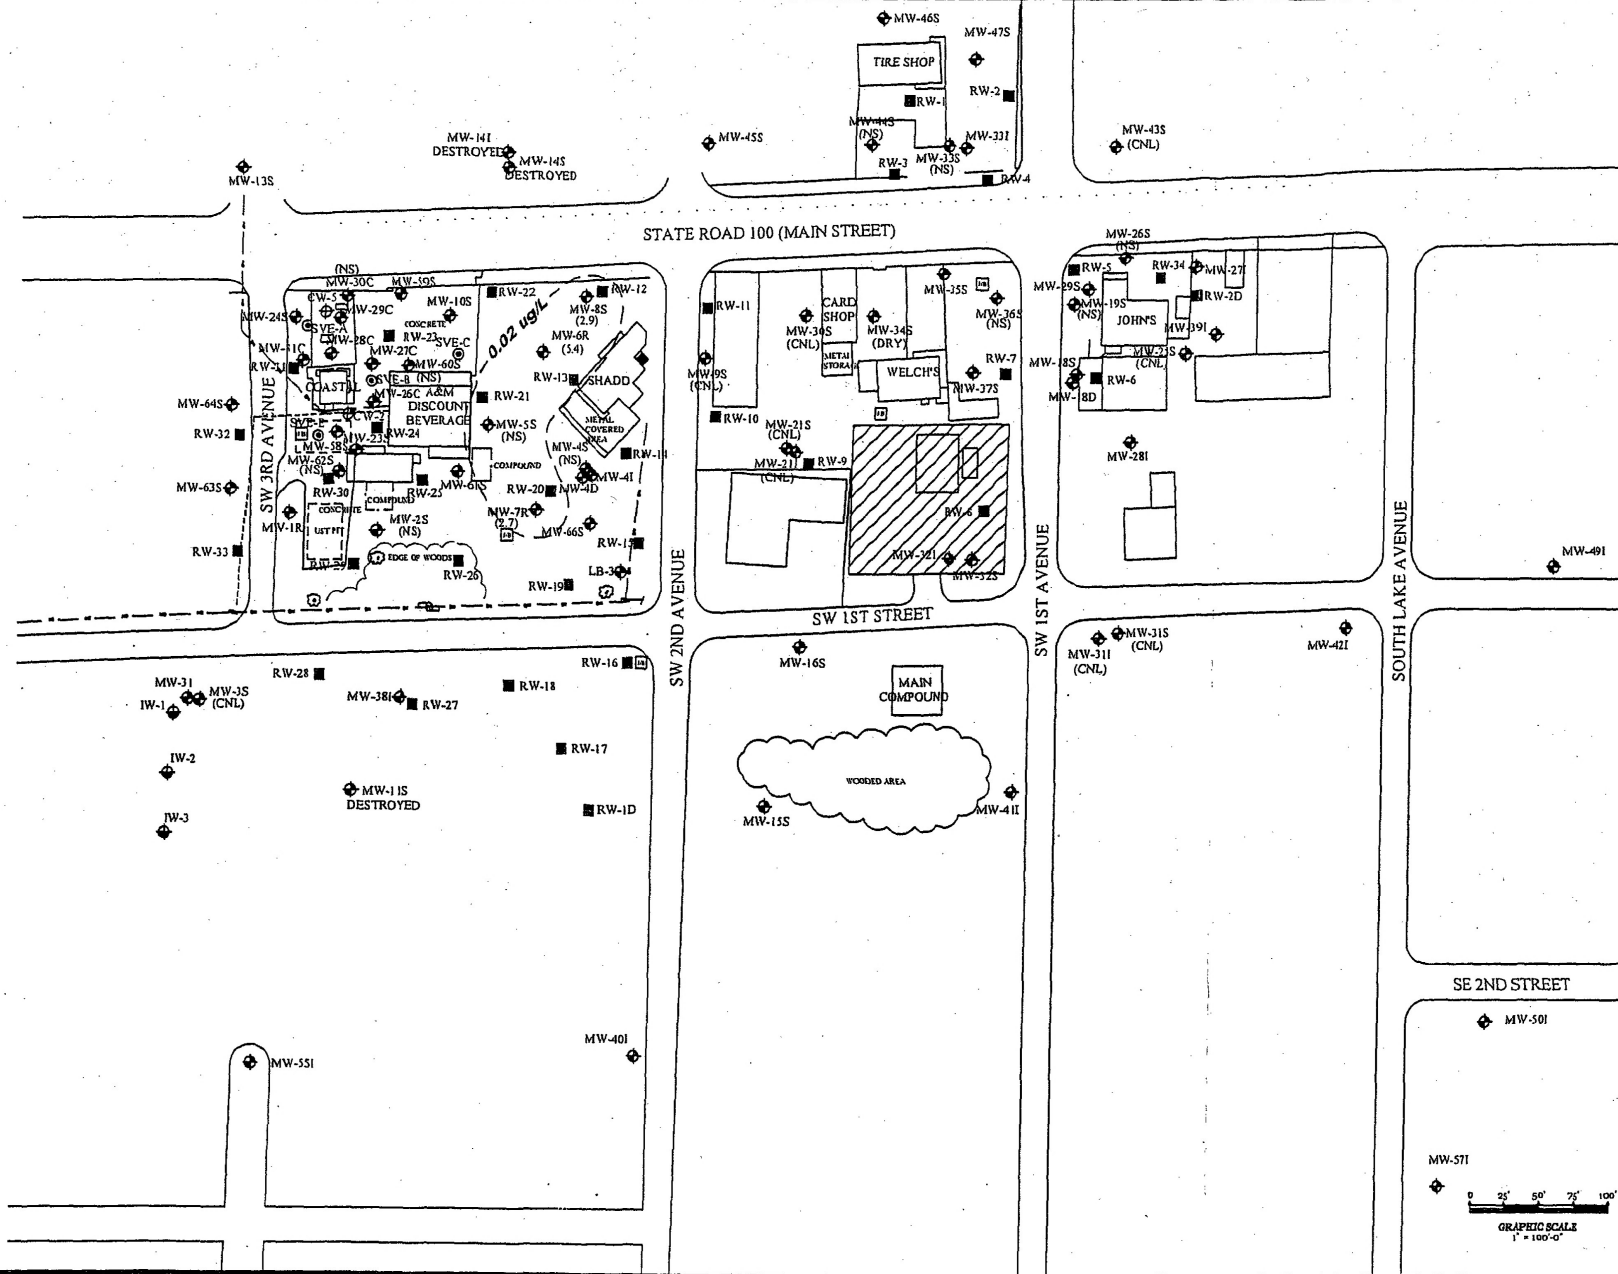 MW-46S
MW-47S
TIRE SHOP
RW-1
RW-2
MW-44S
(NS)
MW-33I
MW-33S
(NS)
RW-3
RW-4
MW-43S
(CNL)
MW-45S
MW-14I
DESTROYED
MW-14S
DESTROYED
MW-13S
STATE ROAD 100 (MAIN STREET)
(NS)
MW-30C
MW-59S
CW-5
MW-29C
MW-10S
RW-22
RW-12
MW-8S
(2.9)
MW-24S
SVE-A
CONCRETE
RW-23
0.02 ug/L
MW-6R
(5.4)
MW-28C
SVE-C
MW-27C
MW-60S
(NS)
SVE-B
RW-13
SHADD
COASTAL
MW-26C
A&M
DISCOUNT
BEVERAGE
RW-21
MW-64S
RW-32
SW 3RD AVENUE
CW-2
RW-24
MW-5S
(NS)
METAL
COVERED
AREA
MW-58S
MW-23S
MW-62S
(NS)
COMPOUND
MW-4S
(NS)
RW-14
MW-4I
MW-4D
MW-63S
RW-30
RW-25
MW-61S
RW-20
COMPOUND
CONCRETE
MW-1R
UST PIT
MW-2S
(NS)
MW-7R
(2.7)
MW-66S
RW-33
EDGE OF WOODS
RW-26
RW-15
RW-19
RW-11
MW-9S
(CNL)
RW-10
MW-30S
(CNL)
CARD
SHOP
METAL
STORAGE
MW-34S
(DRY)
MW-35S
MW-36S
(NS)
WELCH'S
RW-7
MW-37S
MW-21S
(CNL)
MW-21I
(CNL)
RW-9
RW-6
MW-32I
MW-32S
MW-26S
(NS)
RW-5
RW-34
MW-27I
MW-29S
MW-19S
(NS)
RW-2D
JOHN'S
MW-39I
MW-25S
(CNL)
MW-18S
MW-18D
RW-6
MW-28I
SW 2ND AVENUE
SW 1ST STREET
SW 1ST AVENUE
SOUTH LAKE AVENUE
MW-49I
MW-16S
MAIN
COMPOUND
MW-31S
(CNL)
MW-31I
(CNL)
MW-42I
RW-28
RW-16
MW-3I
MW-3S
(CNL)
IW-1
MW-38I
RW-27
RW-18
IW-2
RW-17
MW-11S
DESTROYED
RW-1D
IW-3
WOODED AREA
MW-15S
MW-41I
SE 2ND STREET
MW-50I
MW-40I
MW-55I
MW-57I
0 25' 50' 75' 100'
GRAPHIC SCALE
1" = 100'-0"